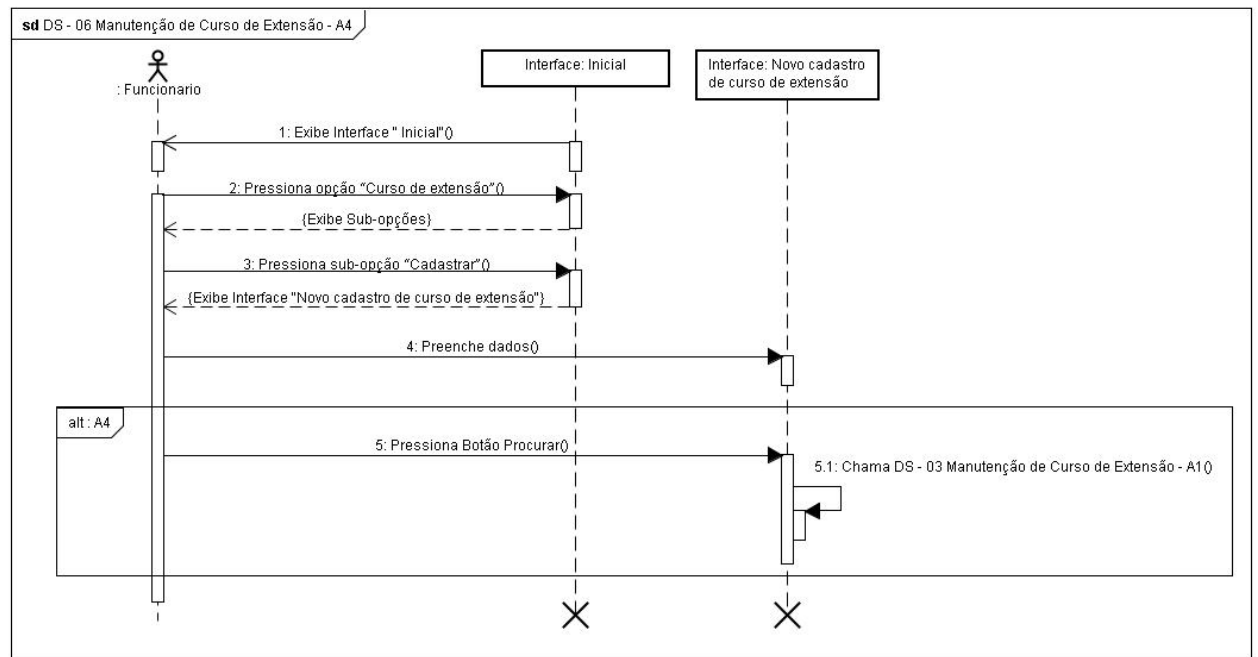 sd DS - 06 Manutenção de Curso de Extensão - A4
: Funcionario
Interface: Inicial
Interface: Novo cadastro
de curso de extensão
1: Exibe Interface " Inicial"()
2: Pressiona opção “Curso de extensão”()
{Exibe Sub-opções}
3: Pressiona sub-opção “Cadastrar”()
{Exibe Interface "Novo cadastro de curso de extensão"}
4: Preenche dados()
alt : A4
5: Pressiona Botão Procurar()
5.1: Chama DS - 03 Manutenção de Curso de Extensão - A1()